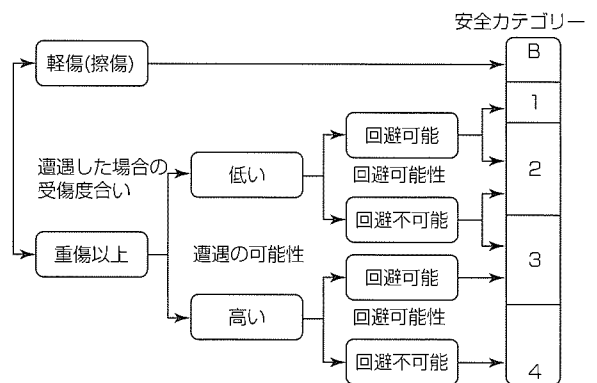 安全カテゴリー
軽傷(擦傷)
B
1
回避可能
遭遇した場合の
受傷度合い
低い
回避可能性
2
回避不可能
重傷以上
遭遇の可能性
3
回避可能
高い
回避可能性
回避不可能
4